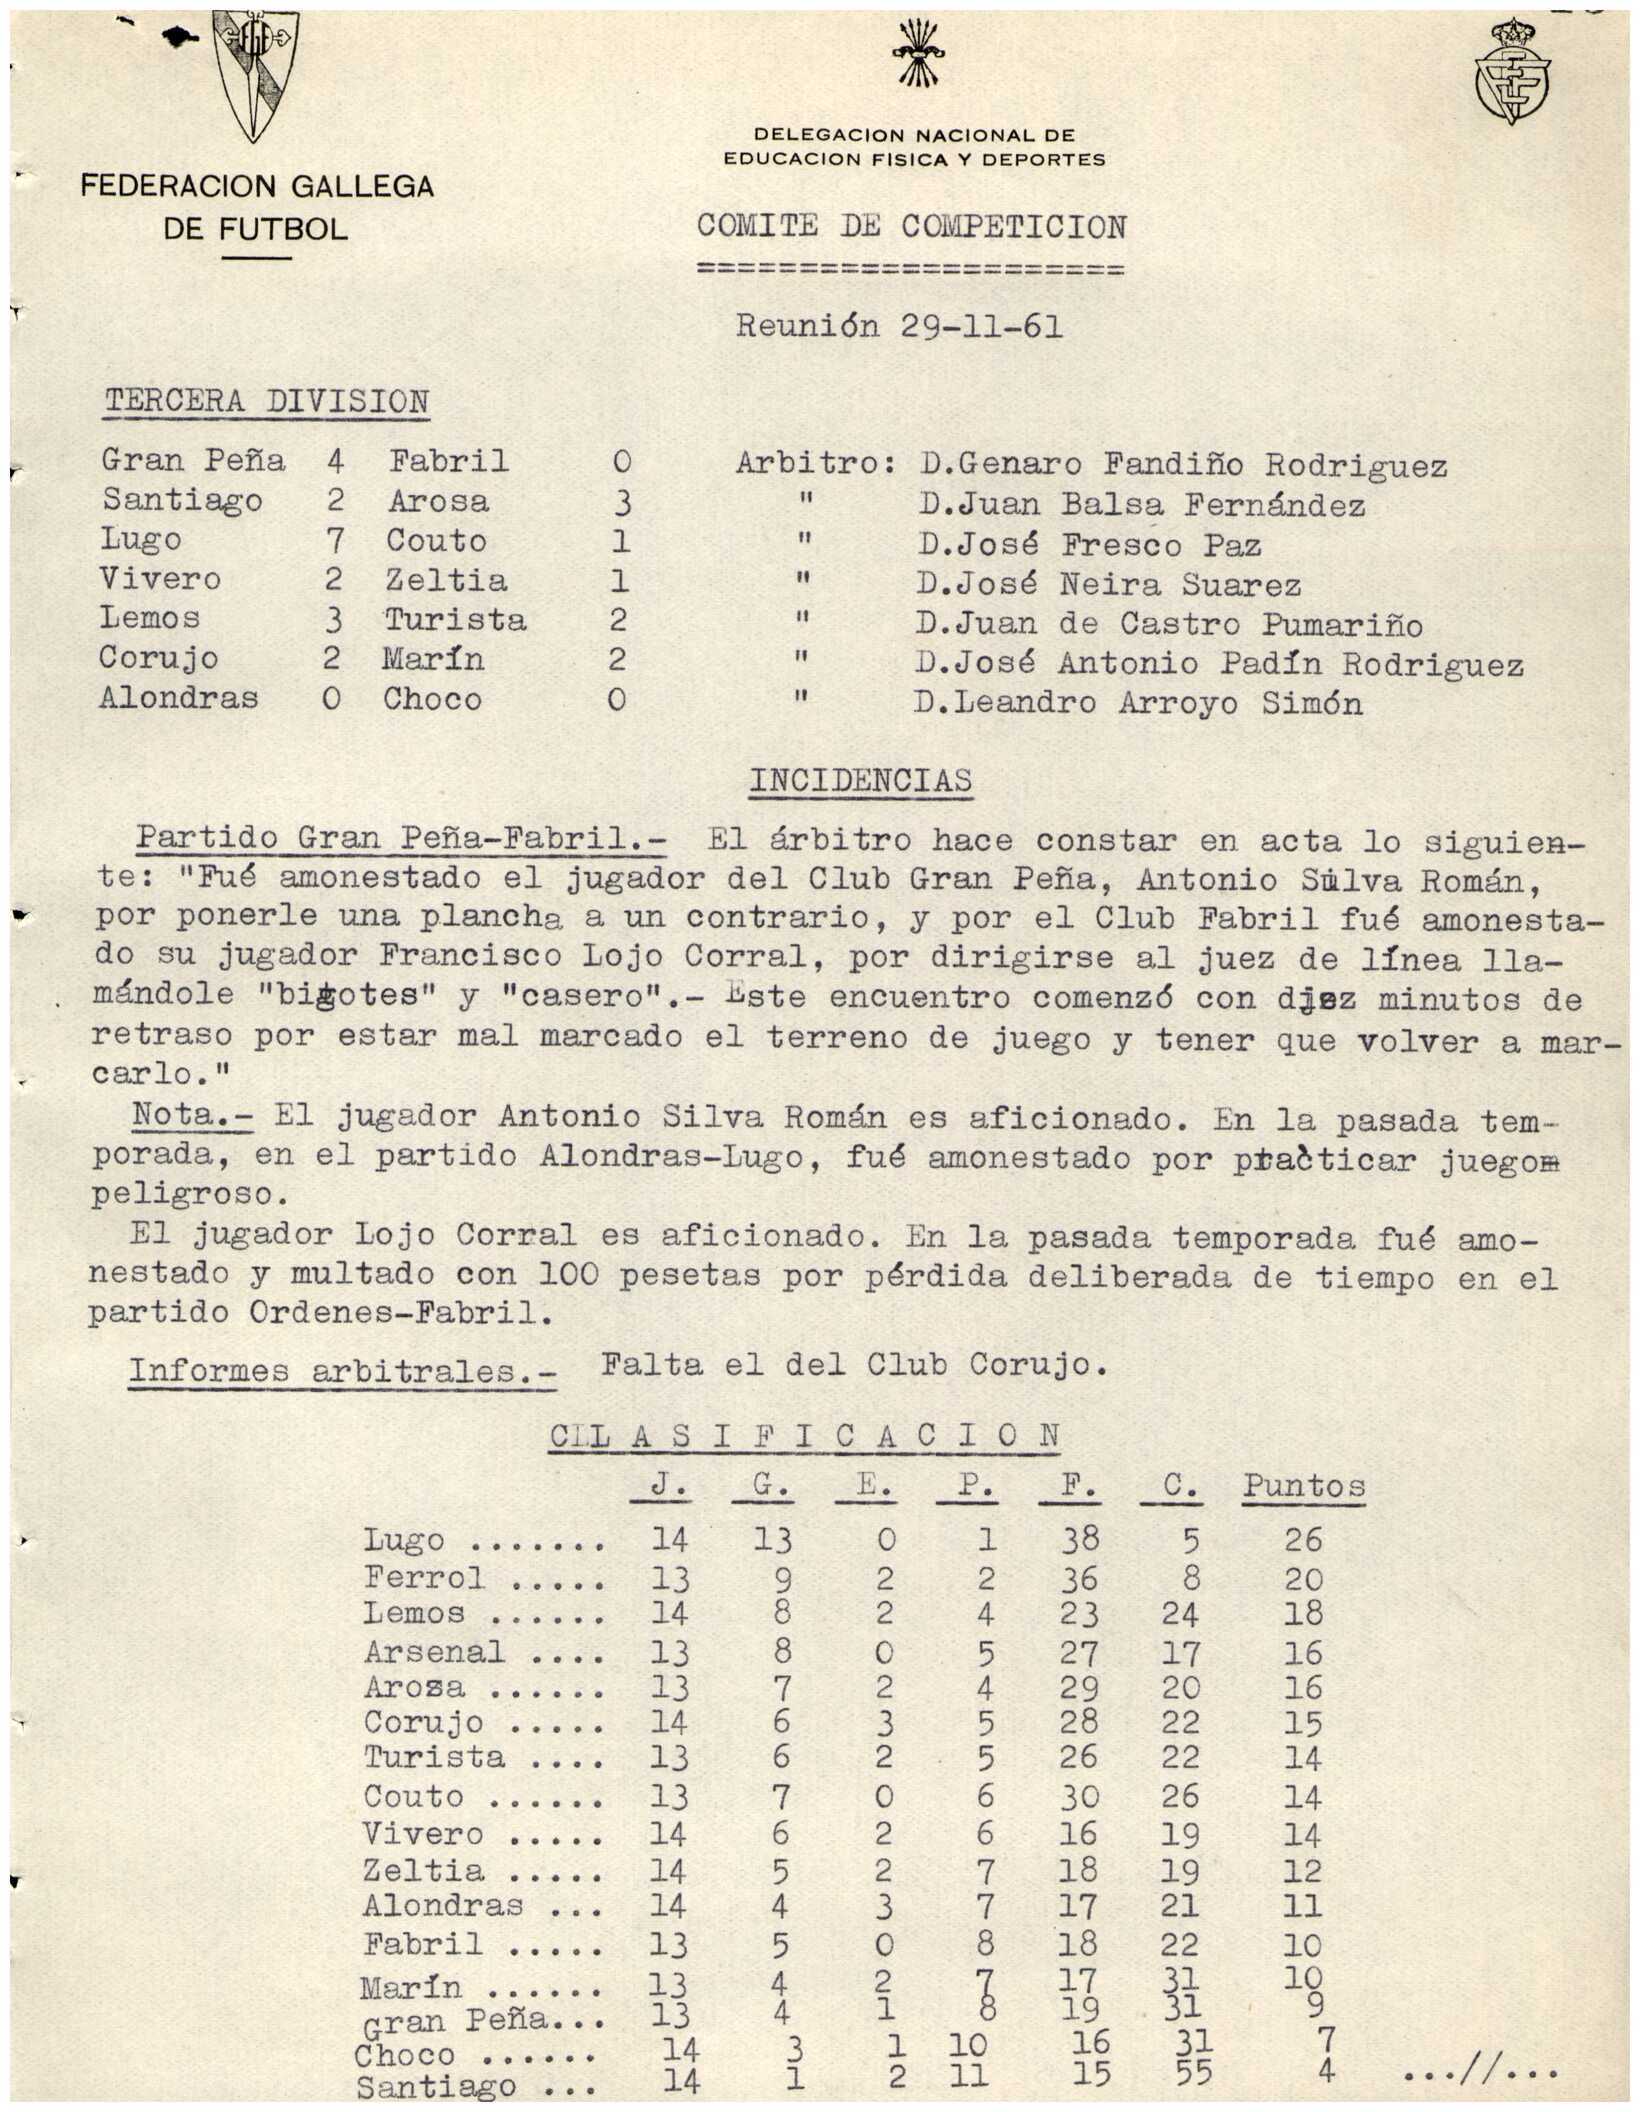 FGF
DELEGACION NACIONAL DE
EDUCACION FISICA Y DEPORTES
FEDERACION GALLEGA
DE FUTBOL
COMITE DE COMPETICION
=====================
Reunión 29-11-61
TERCERA DIVISION
Gran Peña 4 Fabril 0 Arbitro: D.Genaro Fandiño Rodriguez
Santiago 2 Arosa 3 " D.Juan Balsa Fernández
Lugo 7 Couto 1 " D.José Fresco Paz
Vivero 2 Zeltia 1 " D.José Neira Suarez
Lemos 3 Turista 2 " D.Juan de Castro Pumariño
Corujo 2 Marín 2 " D.José Antonio Padín Rodriguez
Alondras 0 Choco 0 " D.Leandro Arroyo Simón
INCIDENCIAS
Partido Gran Peña-Fabril.- El árbitro hace constar en acta lo siguien-
te: "Fué amonestado el jugador del Club Gran Peña, Antonio Silva Román,
por ponerle una plancha a un contrario, y por el Club Fabril fué amonesta-
do su jugador Francisco Lojo Corral, por dirigirse al juez de línea lla-
mándole "bigotes" y "casero".- Este encuentro comenzó con diez minutos de
retraso por estar mal marcado el terreno de juego y tener que volver a mar-
carlo."
Nota.- El jugador Antonio Silva Román es aficionado. En la pasada tem-
porada, en el partido Alondras-Lugo, fué amonestado por practicar juego
peligroso.
El jugador Lojo Corral es aficionado. En la pasada temporada fué amo-
nestado y multado con 100 pesetas por pérdida deliberada de tiempo en el
partido Ordenes-Fabril.
Informes arbitrales.- Falta el del Club Corujo.
CLL A S I F I C A C I O N
J. G. E. P. F. C. Puntos
Lugo ....... 14 13 0 1 38 5 26
Ferrol ..... 13 9 2 2 36 8 20
Lemos ...... 14 8 2 4 23 24 18
Arsenal .... 13 8 0 5 27 17 16
Arosa ...... 13 7 2 4 29 20 16
Corujo ..... 14 6 3 5 28 22 15
Turista .... 13 6 2 5 26 22 14
Couto ...... 13 7 0 6 30 26 14
Vivero ..... 14 6 2 6 16 19 14
Zeltia ..... 14 5 2 7 18 19 12
Alondras ... 14 4 3 7 17 21 11
Fabril ..... 13 5 0 8 18 22 10
Marín ...... 13 4 2 7 17 31 10
Gran Peña... 13 4 1 8 19 31 9
Choco ...... 14 3 1 10 16 31 7
Santiago ... 14 1 2 11 15 55 4 ...//...